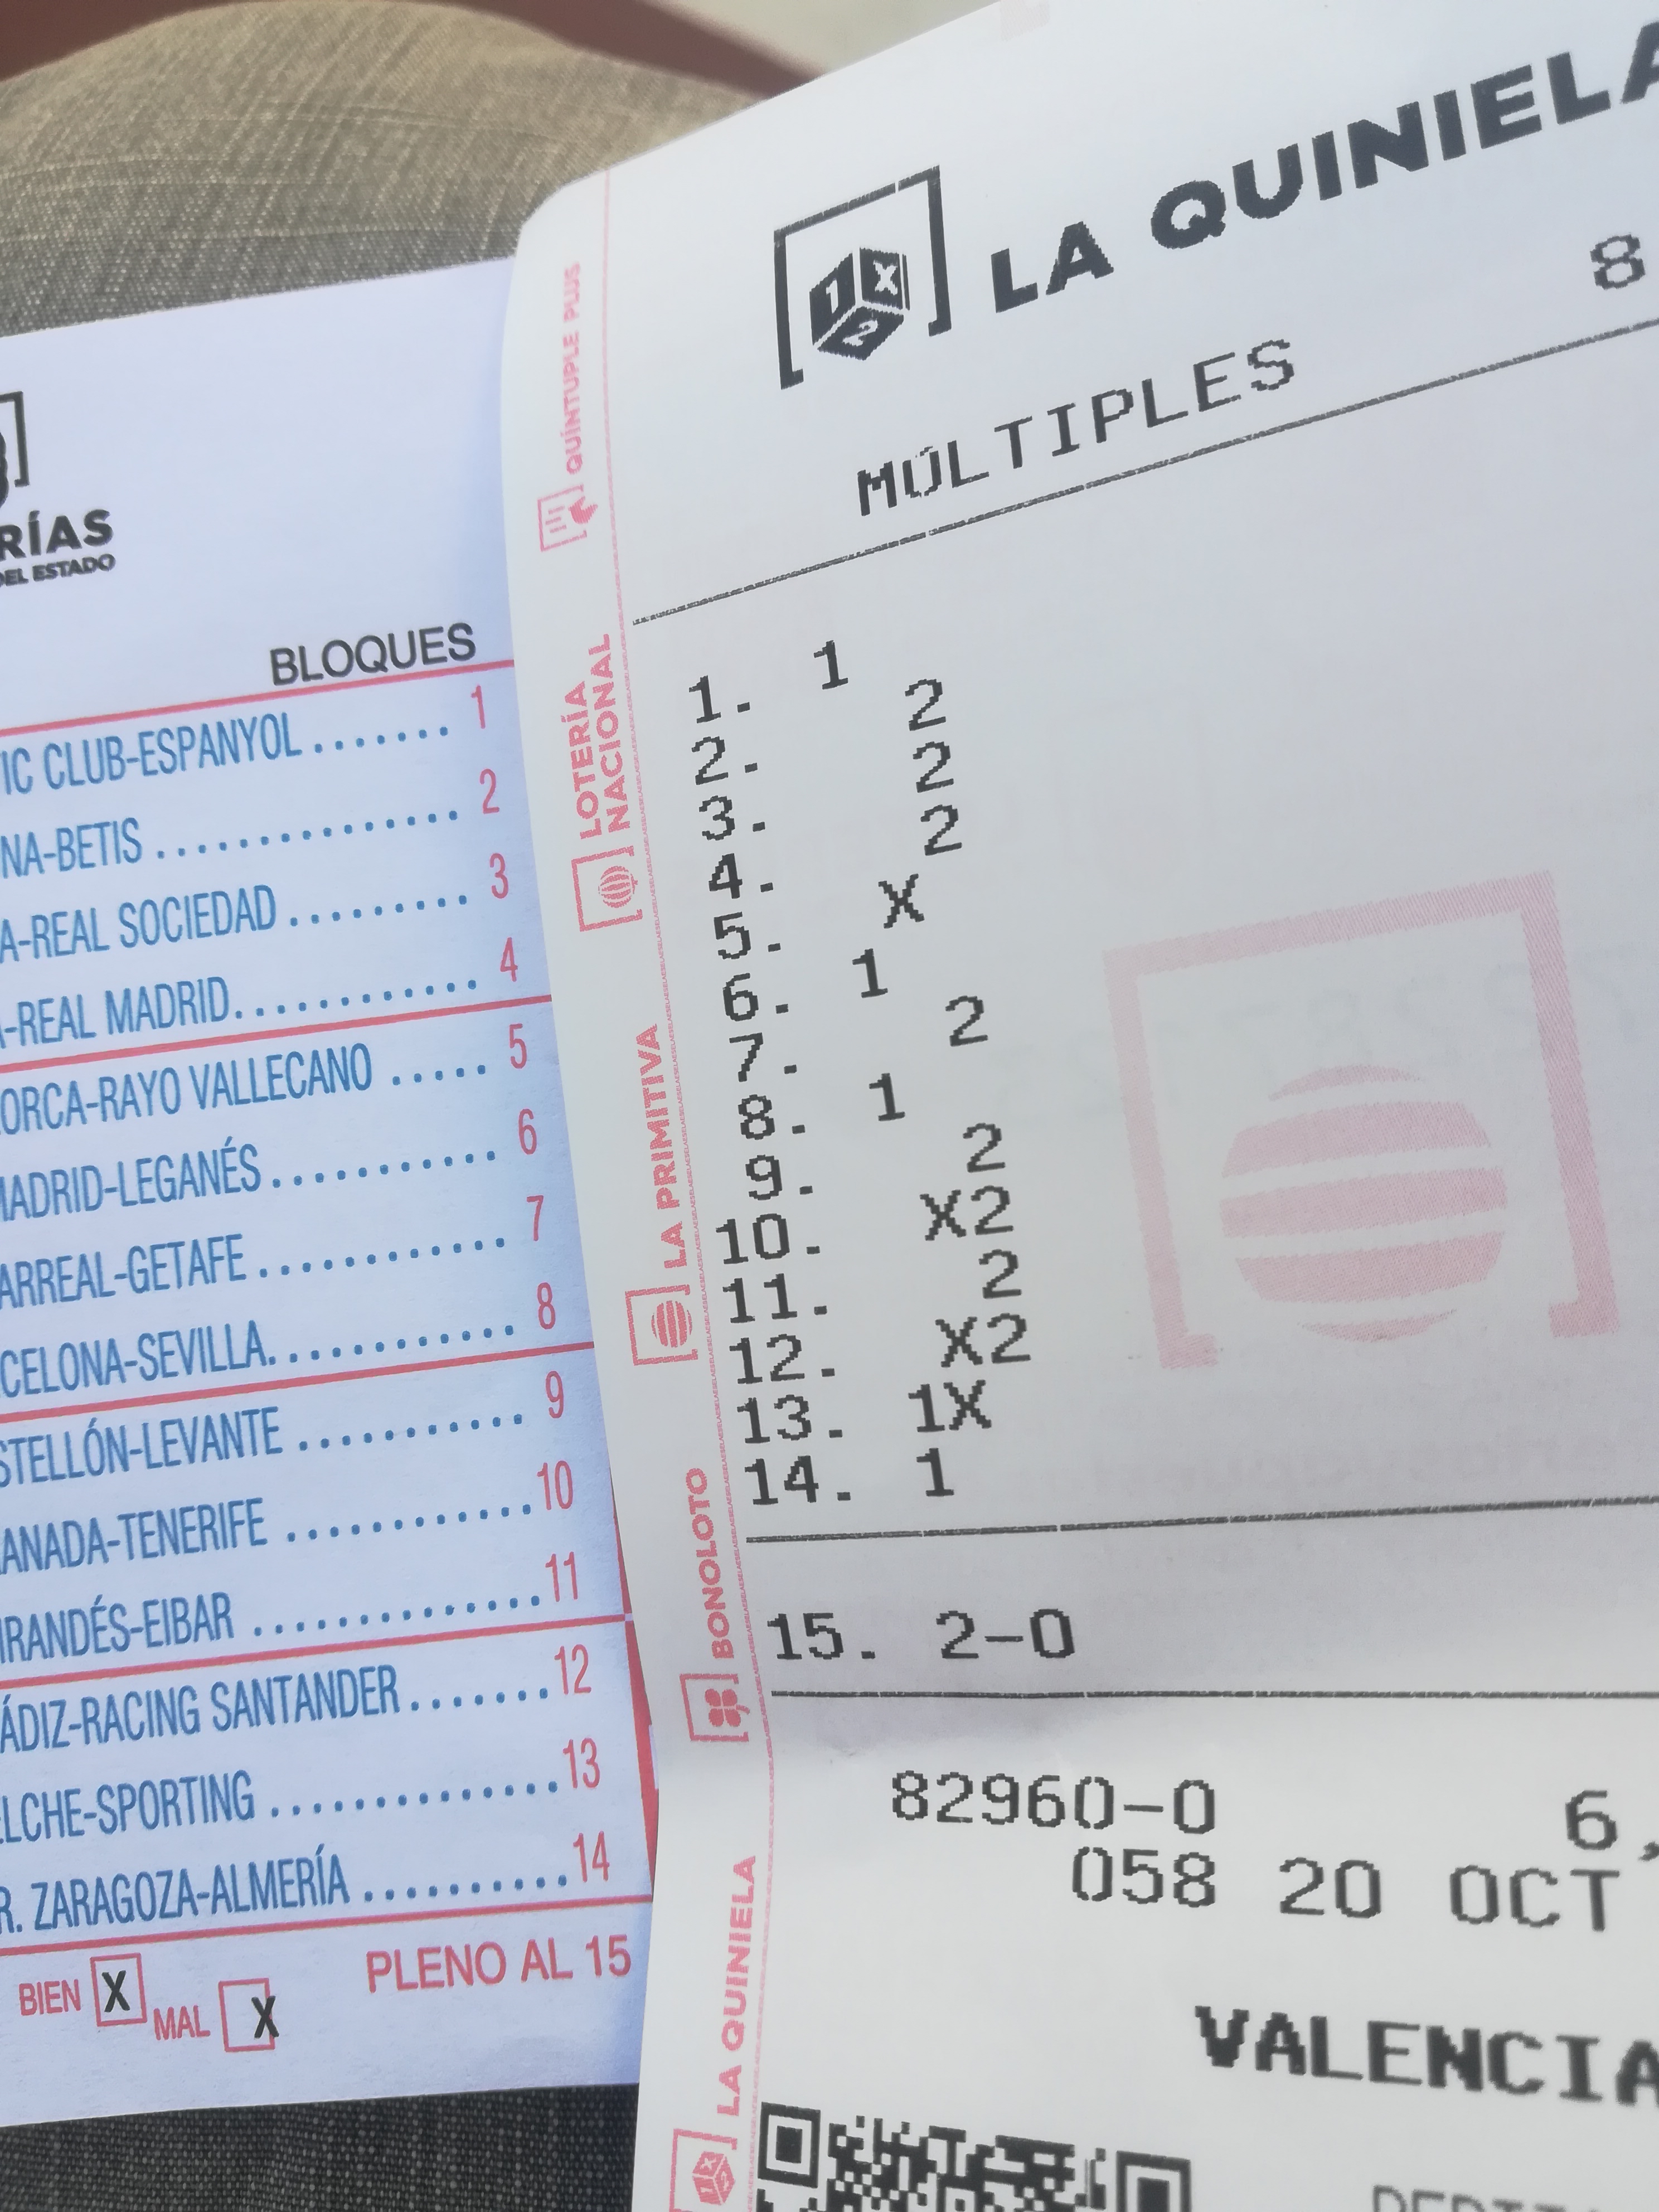 RÍAS
DEL ESTADO
BLOQUES
IC CLUB-ESPANYOL ....... 1
NA-BETIS .............. 2
A-REAL SOCIEDAD ......... 3
-REAL MADRID............ 4
ORCA-RAYO VALLECANO ..... 5
MADRID-LEGANÉS........... 6
ARREAL-GETAFE ............ 7
CELONA-SEVILLA............ 8
STELLÓN-LEVANTE ........... 9
ANADA-TENERIFE ............ 10
IRANDÉS-EIBAR .............. 11
ÁDIZ-RACING SANTANDER ....... 12
ELCHE-SPORTING .............. 13
R. ZARAGOZA-ALMERÍA .......... 14
BIEN X MAL X PLENO AL 15
QUÍNTUPLE PLUS
LOTERÍA
NACIONAL
LA PRIMITIVA
BONOLOTO
LA QUINIELA
1 X 2
LA QUINIELA
8
MÚLTIPLES
1. 1
2. 2
3. 2
4. 2
5. X
6. 1
7. 2
8. 1
9. 2
10. X2
11. 2
12. X2
13. 1X
14. 1
15. 2-0
82960-0 6,
058 20 OCT
VALENCIA